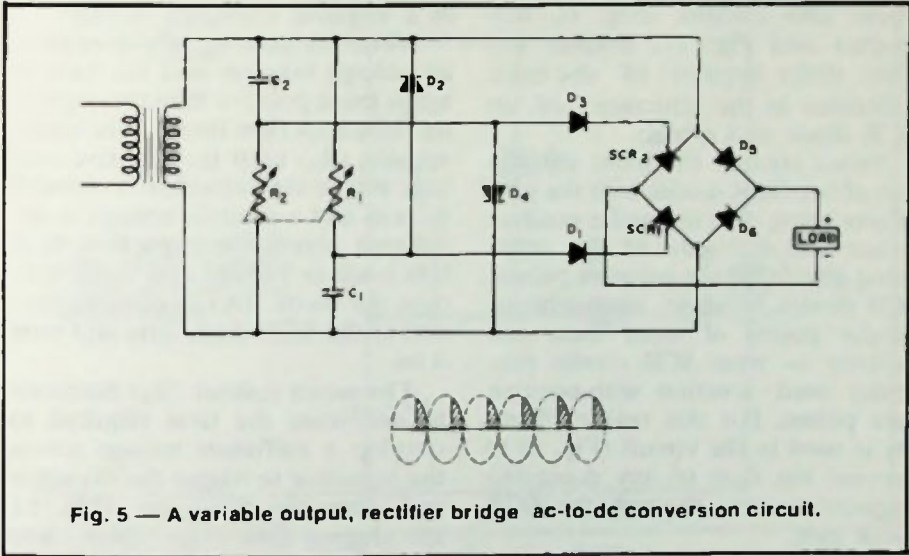 C2
D2
D3
SCR2
D5
R2
R1
D4
SCR1
D6
D1
LOAD
+
-
C1
Fig. 5 — A variable output, rectifier bridge ac-to-dc conversion circuit.